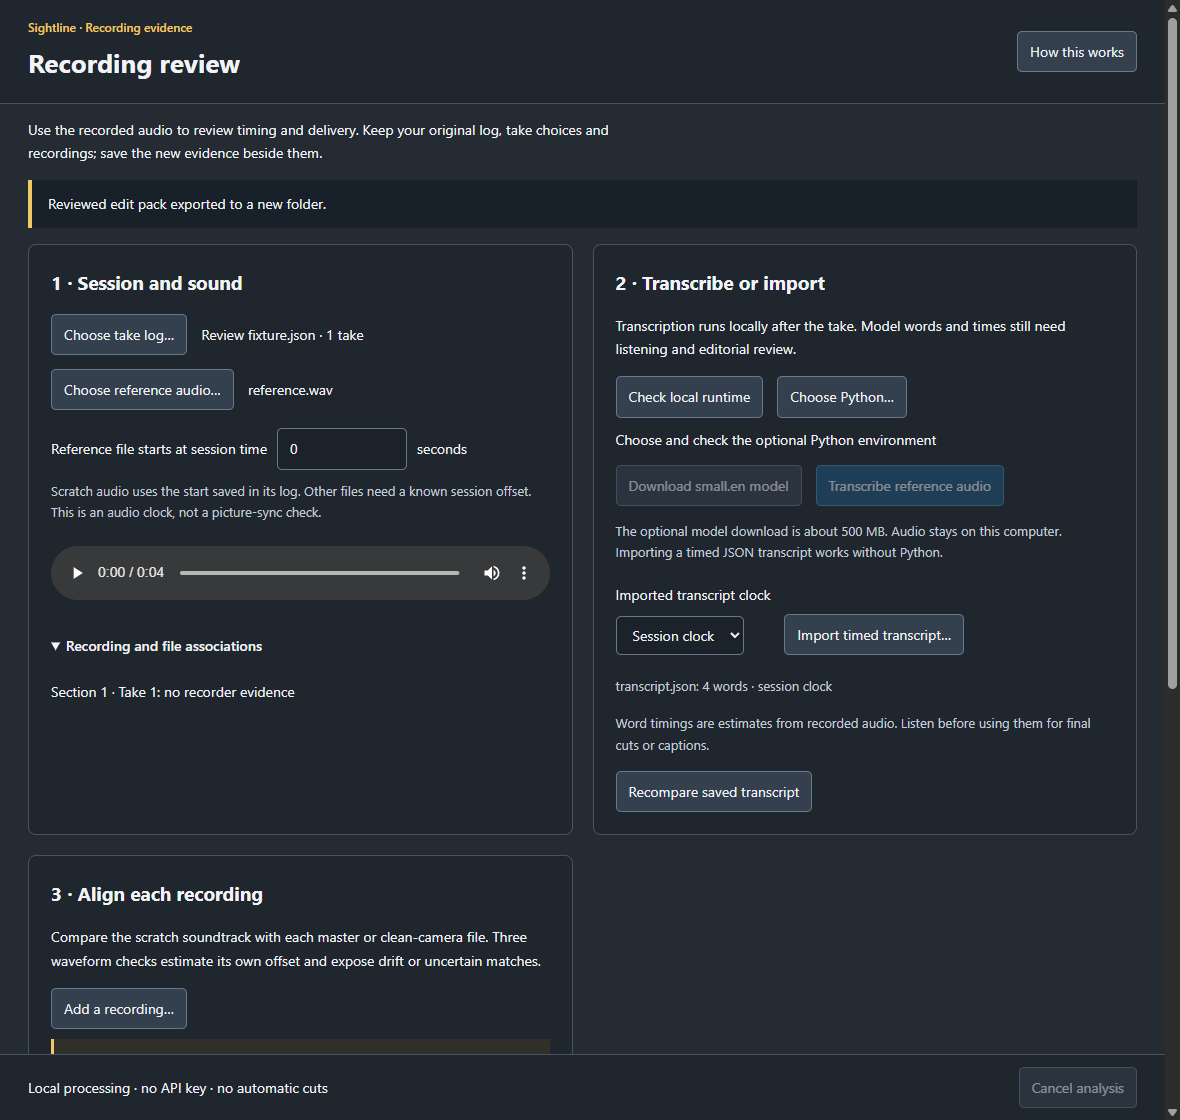 Sightline · Recording evidence
Recording review
How this works
Use the recorded audio to review timing and delivery. Keep your original log, take choices and
recordings; save the new evidence beside them.
Reviewed edit pack exported to a new folder.
1 · Session and sound
Choose take log...
Review fixture.json · 1 take
Choose reference audio...
reference.wav
Reference file starts at session time
0
seconds
Scratch audio uses the start saved in its log. Other files need a known session offset.
This is an audio clock, not a picture-sync check.
0:00 / 0:04
Recording and file associations
Section 1 · Take 1: no recorder evidence
2 · Transcribe or import
Transcription runs locally after the take. Model words and times still need
listening and editorial review.
Check local runtime
Choose Python...
Choose and check the optional Python environment
Download small.en model
Transcribe reference audio
The optional model download is about 500 MB. Audio stays on this computer.
Importing a timed JSON transcript works without Python.
Imported transcript clock
Session clock
Import timed transcript...
transcript.json: 4 words · session clock
Word timings are estimates from recorded audio. Listen before using them for final
cuts or captions.
Recompare saved transcript
3 · Align each recording
Compare the scratch soundtrack with each master or clean-camera file. Three
waveform checks estimate its own offset and expose drift or uncertain matches.
Add a recording...
Local processing · no API key · no automatic cuts
Cancel analysis